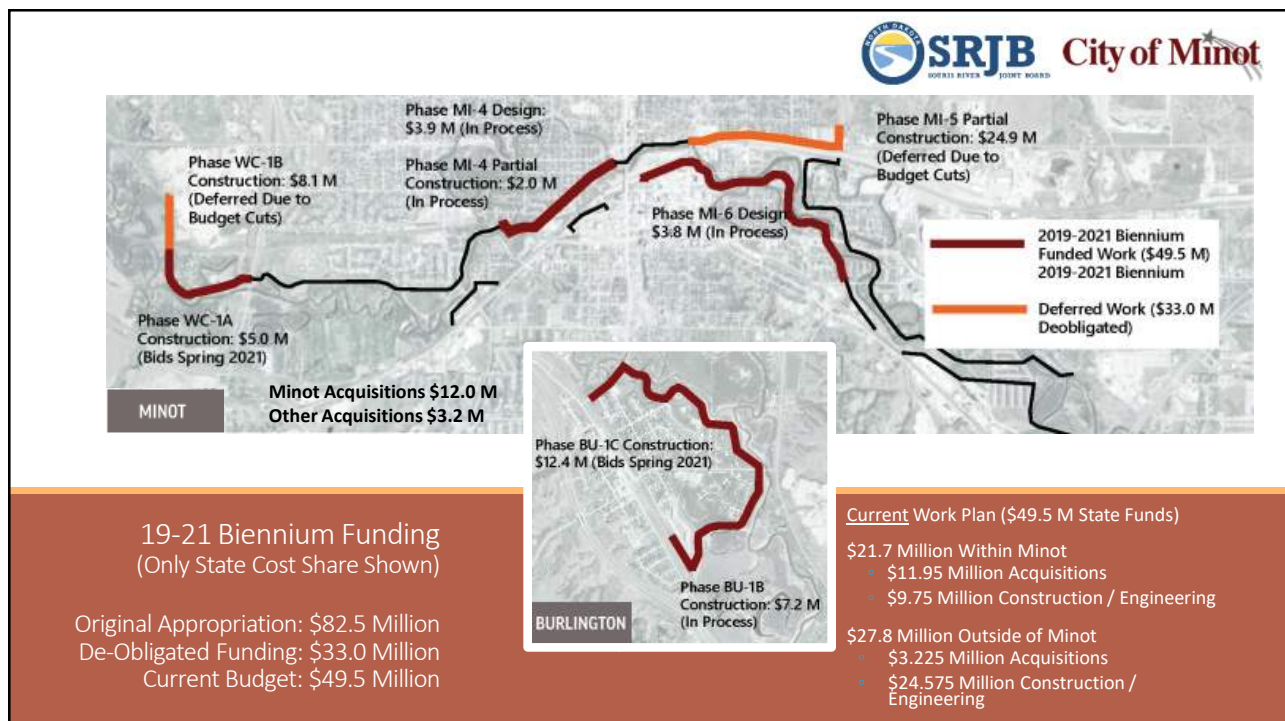 NORTH DAKOTA
SRJB
SOURIS RIVER JOINT BOARD
City of Minot
Phase MI-4 Design:
$3.9 M (In Process)
Phase MI-4 Partial
Construction: $2.0 M
(In Process)
Phase MI-5 Partial
Construction: $24.9 M
(Deferred Due to
Budget Cuts)
Phase WC-1B
Construction: $8.1 M
(Deferred Due to
Budget Cuts)
Phase MI-6 Design
$3.8 M (In Process)
2019-2021 Biennium
Funded Work ($49.5 M)
2019-2021 Biennium
Deferred Work ($33.0 M
Deobligated)
Phase WC-1A
Construction: $5.0 M
(Bids Spring 2021)
Minot Acquisitions $12.0 M
Other Acquisitions $3.2 M
MINOT
Phase BU-1C Construction:
$12.4 M (Bids Spring 2021)
Phase BU-1B
Construction: $7.2 M
(In Process)
BURLINGTON
19-21 Biennium Funding
(Only State Cost Share Shown)
Original Appropriation: $82.5 Million
De-Obligated Funding: $33.0 Million
Current Budget: $49.5 Million
Current Work Plan ($49.5 M State Funds)
$21.7 Million Within Minot
$11.95 Million Acquisitions
$9.75 Million Construction / Engineering
$27.8 Million Outside of Minot
$3.225 Million Acquisitions
$24.575 Million Construction /
Engineering